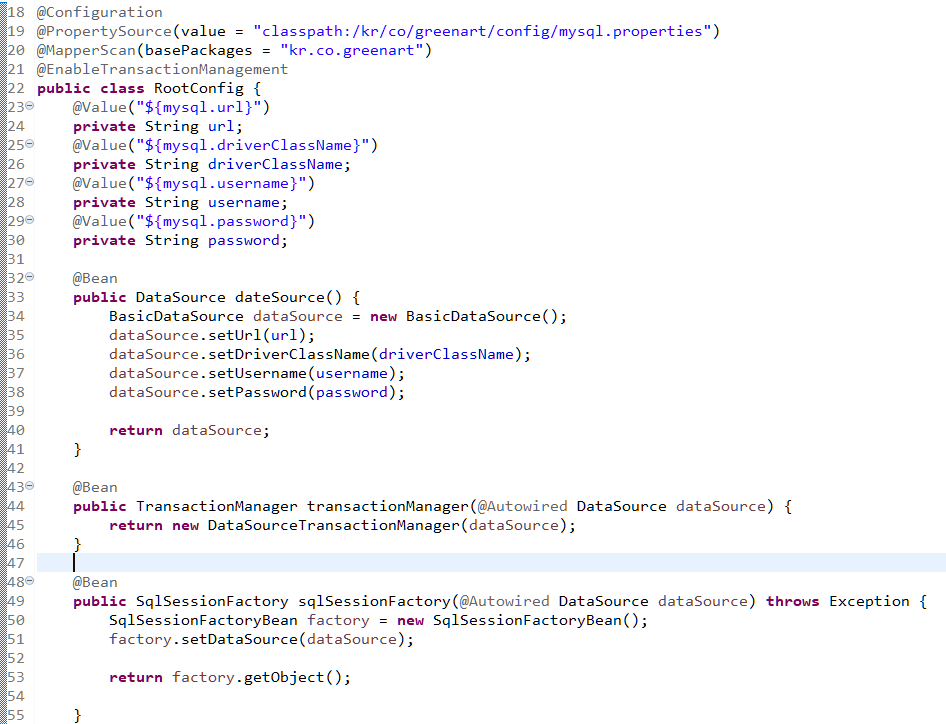 18 @Configuration
19 @PropertySource(value = "classpath:/kr/co/greenart/config/mysql.properties")
20 @MapperScan(basePackages = "kr.co.greenart")
21 @EnableTransactionManagement
22 public class RootConfig {
23     @Value("${mysql.url}")
24     private String url;
25     @Value("${mysql.driverClassName}")
26     private String driverClassName;
27     @Value("${mysql.username}")
28     private String username;
29     @Value("${mysql.password}")
30     private String password;
31
32     @Bean
33     public DataSource dateSource() {
34         BasicDataSource dataSource = new BasicDataSource();
35         dataSource.setUrl(url);
36         dataSource.setDriverClassName(driverClassName);
37         dataSource.setUsername(username);
38         dataSource.setPassword(password);
39
40         return dataSource;
41     }
42
43     @Bean
44     public TransactionManager transactionManager(@Autowired DataSource dataSource) {
45         return new DataSourceTransactionManager(dataSource);
46     }
47
48     @Bean
49     public SqlSessionFactory sqlSessionFactory(@Autowired DataSource dataSource) throws Exception {
50         SqlSessionFactoryBean factory = new SqlSessionFactoryBean();
51         factory.setDataSource(dataSource);
52
53         return factory.getObject();
54
55     }